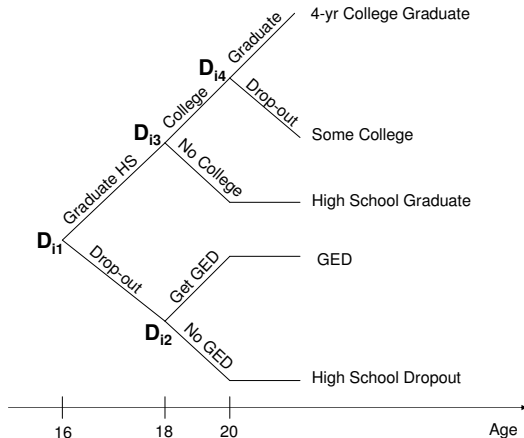 4-yr College Graduate
Graduate
D_i4
Drop-out
College
Some College
D_i3
No College
Graduate HS
High School Graduate
D_i1
Drop-out
Get GED
GED
D_i2
No GED
High School Dropout
16
18
20
Age